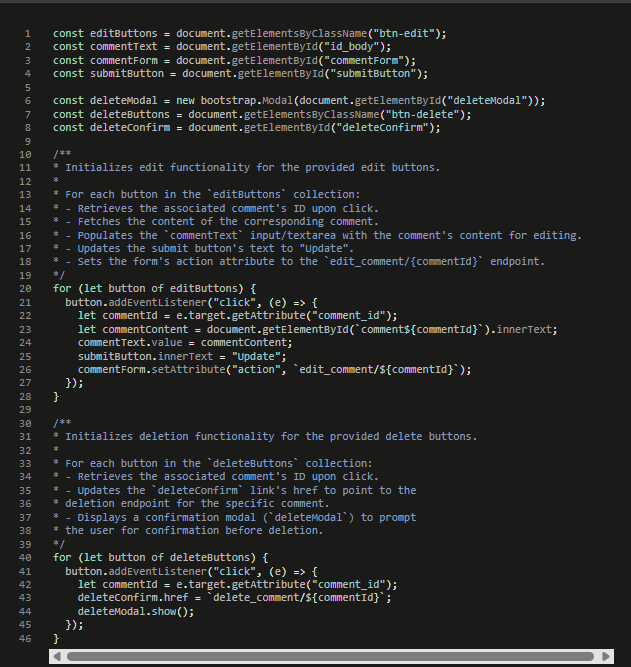 1 const editButtons = document.getElementsByClassName("btn-edit");
2 const commentText = document.getElementById("id_body");
3 const commentForm = document.getElementById("commentForm");
4 const submitButton = document.getElementById("submitButton");
5
6 const deleteModal = new bootstrap.Modal(document.getElementById("deleteModal"));
7 const deleteButtons = document.getElementsByClassName("btn-delete");
8 const deleteConfirm = document.getElementById("deleteConfirm");
9
10 /**
11 * Initializes edit functionality for the provided edit buttons.
12 *
13 * For each button in the `editButtons` collection:
14 * - Retrieves the associated comment's ID upon click.
15 * - Fetches the content of the corresponding comment.
16 * - Populates the `commentText` input/textarea with the comment's content for editing.
17 * - Updates the submit button's text to "Update".
18 * - Sets the form's action attribute to the `edit_comment/{commentId}` endpoint.
19 */
20 for (let button of editButtons) {
21   button.addEventListener("click", (e) => {
22     let commentId = e.target.getAttribute("comment_id");
23     let commentContent = document.getElementById(`comment${commentId}`).innerText;
24     commentText.value = commentContent;
25     submitButton.innerText = "Update";
26     commentForm.setAttribute("action", `edit_comment/${commentId}`);
27   });
28 }
29
30 /**
31 * Initializes deletion functionality for the provided delete buttons.
32 *
33 * For each button in the `deleteButtons` collection:
34 * - Retrieves the associated comment's ID upon click.
35 * - Updates the `deleteConfirm` link's href to point to the
36 * deletion endpoint for the specific comment.
37 * - Displays a confirmation modal (`deleteModal`) to prompt
38 * the user for confirmation before deletion.
39 */
40 for (let button of deleteButtons) {
41   button.addEventListener("click", (e) => {
42     let commentId = e.target.getAttribute("comment_id");
43     deleteConfirm.href = `delete_comment/${commentId}`;
44     deleteModal.show();
45   });
46 }